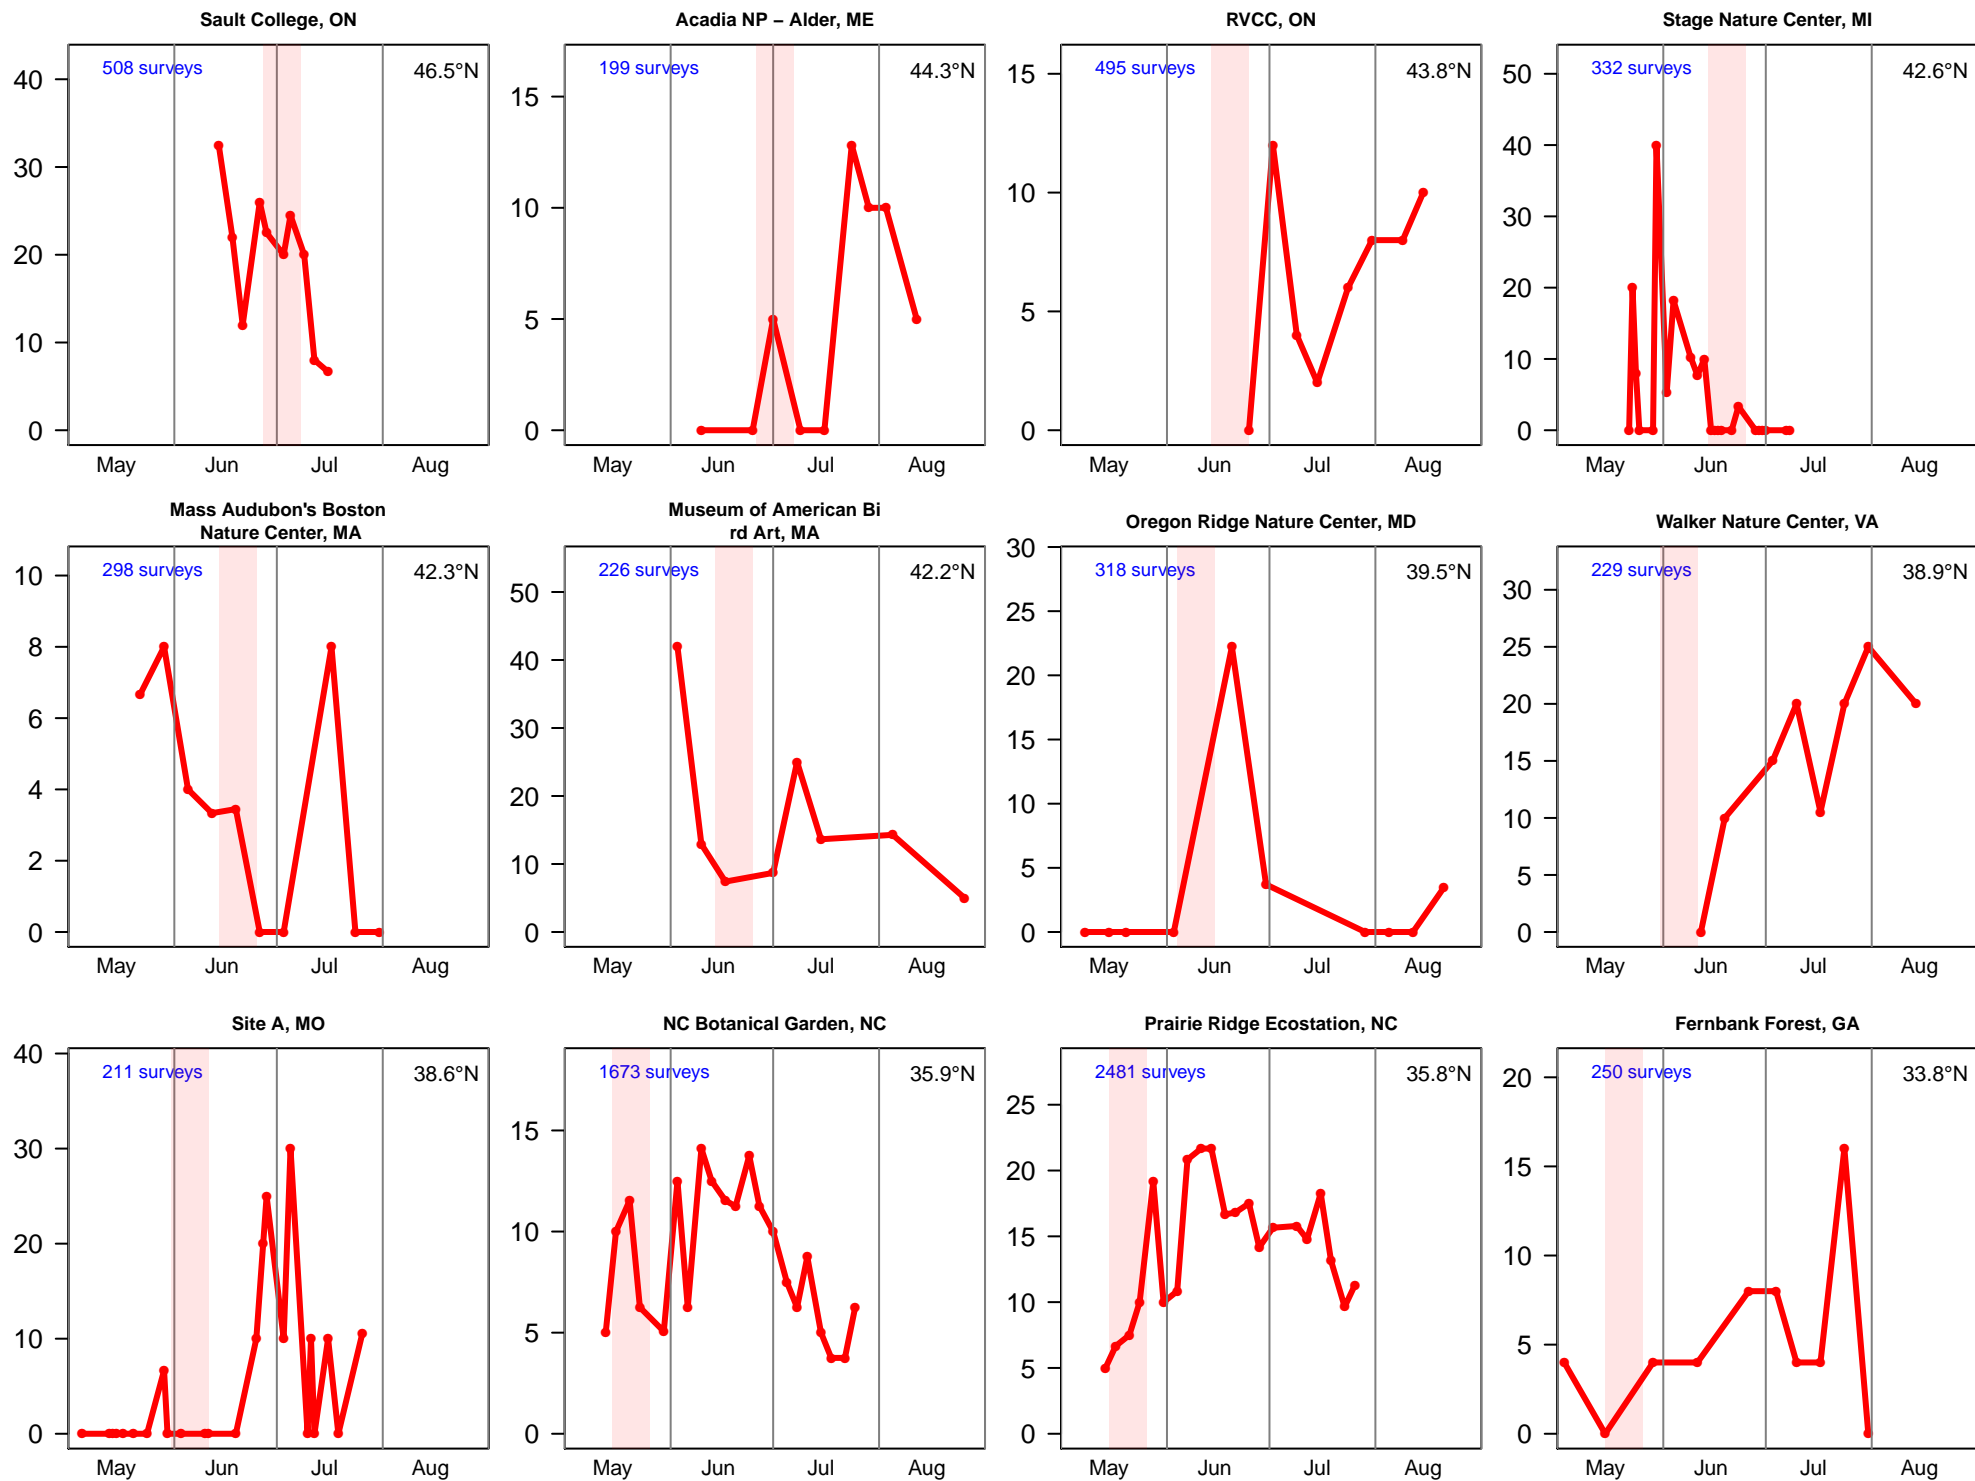 Sault College, ON
508 surveys
46.5°N
40
30
20
10
0
May Jun Jul Aug
Acadia NP – Alder, ME
199 surveys
44.3°N
15
10
5
0
May Jun Jul Aug
RVCC, ON
495 surveys
43.8°N
15
10
5
0
May Jun Jul Aug
Stage Nature Center, MI
332 surveys
42.6°N
50
40
30
20
10
0
May Jun Jul Aug
Mass Audubon's Boston
Nature Center, MA
298 surveys
42.3°N
10
8
6
4
2
0
May Jun Jul Aug
Museum of American Bi
rd Art, MA
226 surveys
42.2°N
50
40
30
20
10
0
May Jun Jul Aug
Oregon Ridge Nature Center, MD
318 surveys
39.5°N
30
25
20
15
10
5
0
May Jun Jul Aug
Walker Nature Center, VA
229 surveys
38.9°N
30
25
20
15
10
5
0
May Jun Jul Aug
Site A, MO
211 surveys
38.6°N
40
30
20
10
0
May Jun Jul Aug
NC Botanical Garden, NC
1673 surveys
35.9°N
15
10
5
0
May Jun Jul Aug
Prairie Ridge Ecostation, NC
2481 surveys
35.8°N
25
20
15
10
5
0
May Jun Jul Aug
Fernbank Forest, GA
250 surveys
33.8°N
20
15
10
5
0
May Jun Jul Aug